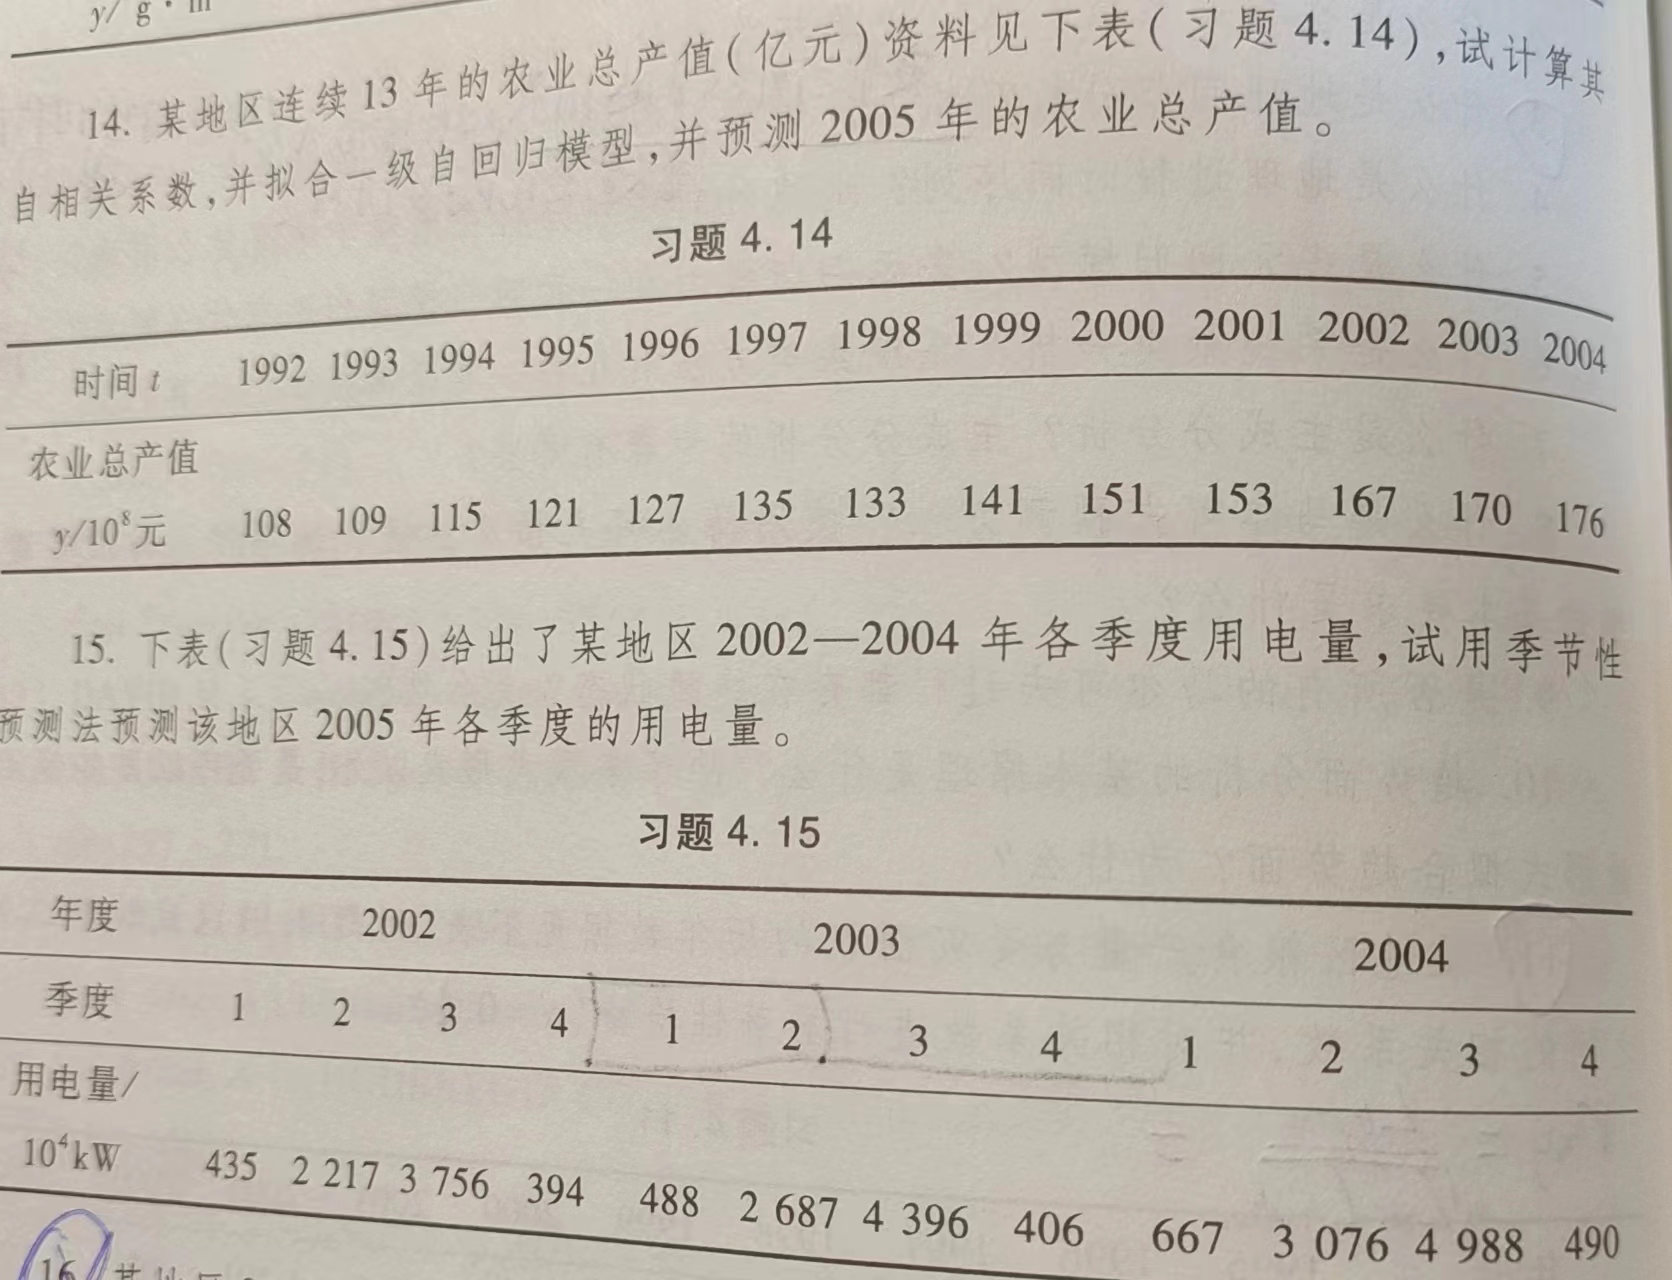 y/ g · m
14. 某地区连续 13 年的农业总产值(亿元)资料见下表(习题 4. 14),试计算其
自相关系数,并拟合一级自回归模型,并预测 2005 年的农业总产值。
习题 4. 14
时间 t 1992 1993 1994 1995 1996 1997 1998 1999 2000 2001 2002 2003 2004
农业总产值
y/10⁸元 108 109 115 121 127 135 133 141 151 153 167 170 176
15. 下表(习题 4. 15)给出了某地区 2002—2004 年各季度用电量,试用季节性
预测法预测该地区 2005 年各季度的用电量。
习题 4. 15
年度 2002 2003 2004
季度 1 2 3 4 1 2 3 4 1 2 3 4
用电量/
10⁴kW 435 2 217 3 756 394 488 2 687 4 396 406 667 3 076 4 988 490
16 某地区